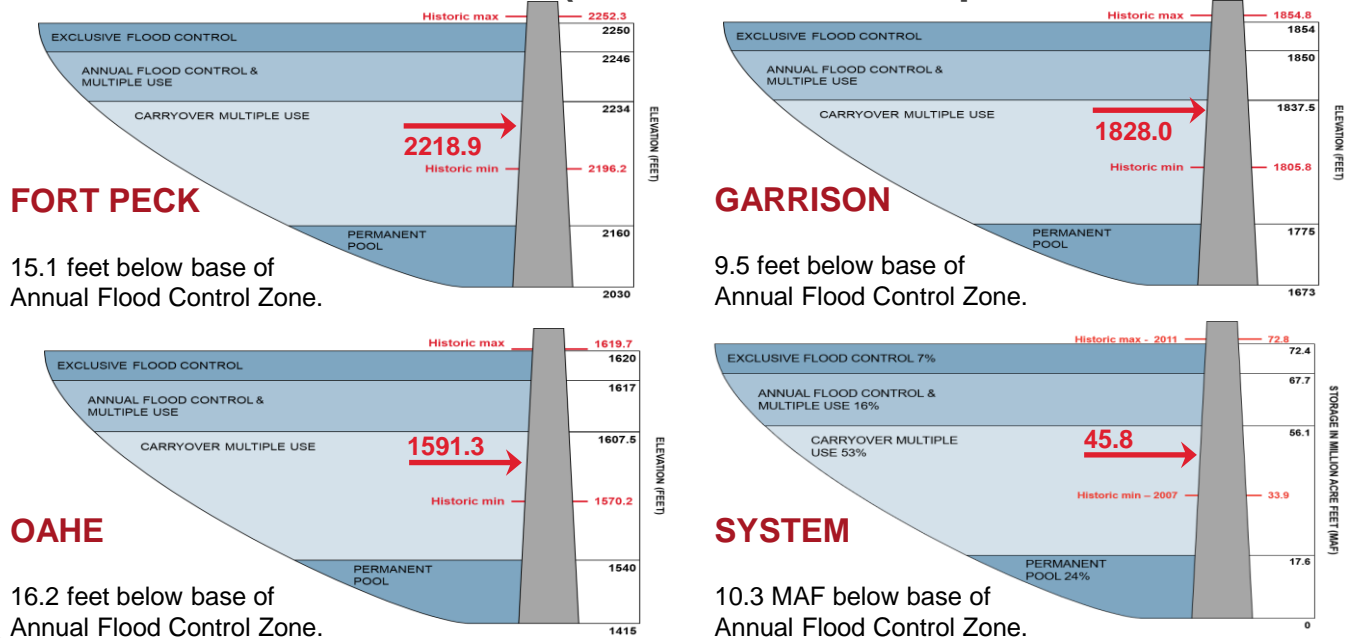 Historic max
2252.3
2250
EXCLUSIVE FLOOD CONTROL
2246
ANNUAL FLOOD CONTROL &
MULTIPLE USE
2234
CARRYOVER MULTIPLE USE
2218.9
Historic min
2196.2
ELEVATION (FEET)
FORT PECK
2160
PERMANENT
POOL
15.1 feet below base of
Annual Flood Control Zone.
2030
Historic max
1854.8
1854
EXCLUSIVE FLOOD CONTROL
1850
ANNUAL FLOOD CONTROL &
MULTIPLE USE
1837.5
CARRYOVER MULTIPLE USE
1828.0
Historic min
1805.8
ELEVATION (FEET)
GARRISON
1775
PERMANENT
POOL
9.5 feet below base of
Annual Flood Control Zone.
1673
Historic max
1619.7
1620
EXCLUSIVE FLOOD CONTROL
1617
ANNUAL FLOOD CONTROL &
MULTIPLE USE
1607.5
CARRYOVER MULTIPLE USE
1591.3
Historic min
1570.2
ELEVATION (FEET)
OAHE
1540
PERMANENT
POOL
16.2 feet below base of
Annual Flood Control Zone.
1415
Historic max - 2011
72.8
72.4
EXCLUSIVE FLOOD CONTROL 7%
67.7
ANNUAL FLOOD CONTROL &
MULTIPLE USE 16%
56.1
CARRYOVER MULTIPLE
USE 53%
45.8
Historic min – 2007
33.9
STORAGE IN MILLION ACRE FEET (MAF)
SYSTEM
17.6
PERMANENT
POOL 24%
10.3 MAF below base of
Annual Flood Control Zone.
0